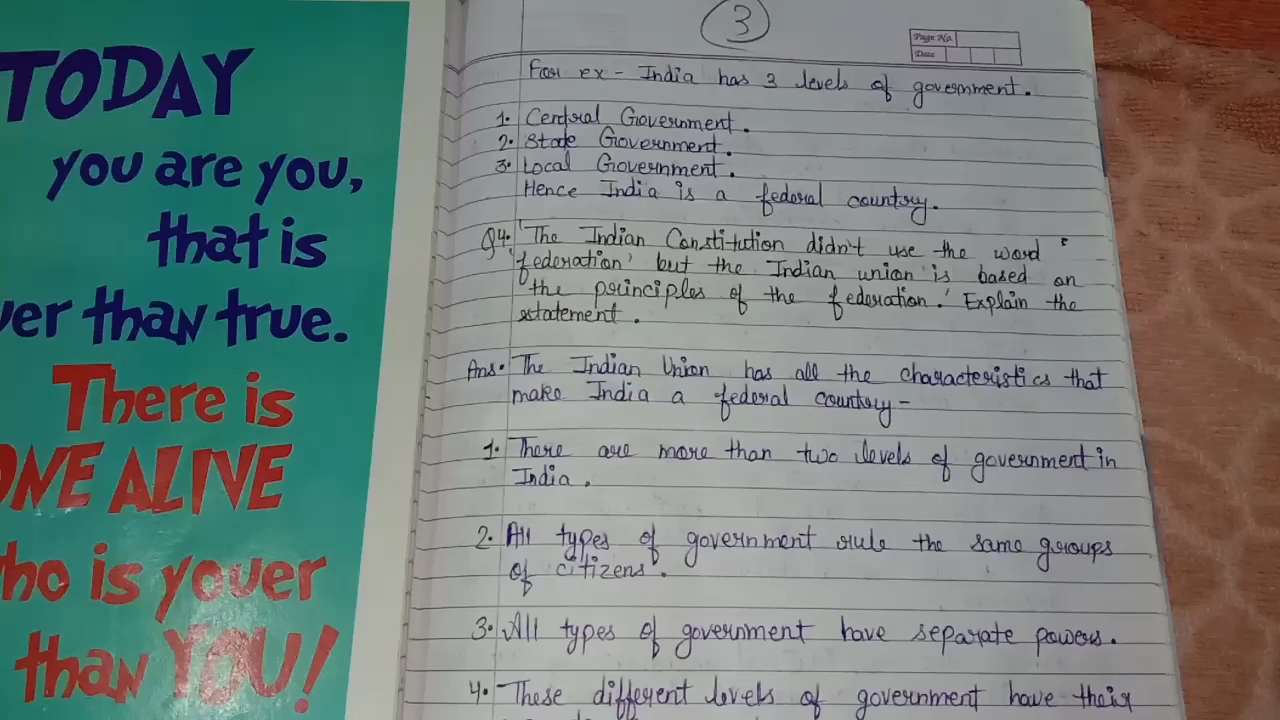 TODAY
you are you,
that is
er than true.
There is
ONE ALIVE
ho is youer
than YOU!
3
Page No.
Date
For ex - India has 3 levels of government.
1. Central Government.
2. State Government.
3. Local Government.
Hence India is a federal country.
Q4. 'The Indian Constitution didn't use the word '
federation' but the Indian union is based on
the principles of the federation.' Explain the
statement.
Ans. The Indian Union has all the characteristics that
make India a federal country -
1. There are more than two levels of government in
India.
2. All types of government rule the same groups
of citizens.
3. All types of government have separate powers.
4. These different levels of government have their